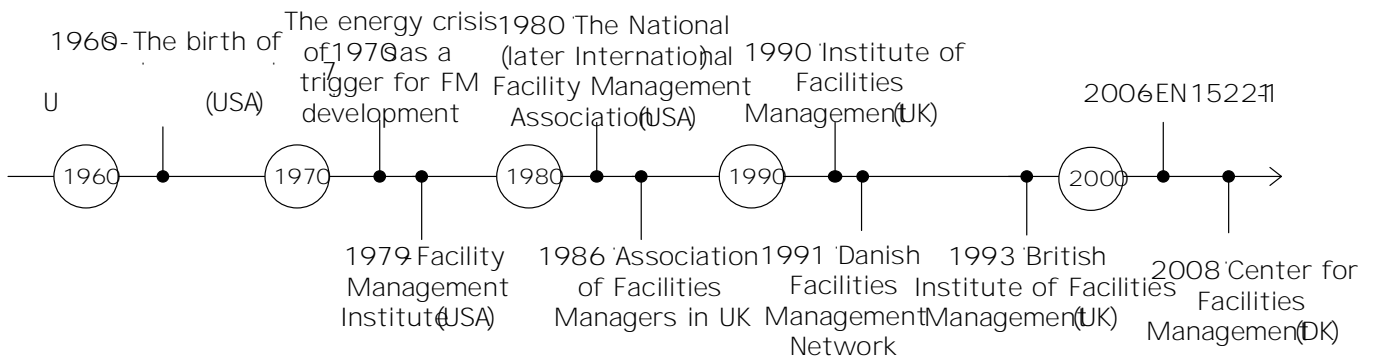 1960s - The birth of
U (USA)
The energy crisis
of 1970s as a
trigger for FM
development
1980 The National
(later International)
Facility Management
Association (USA)
1990 Institute of
Facilities
Management (UK)
2006 EN 15221-1
1960
1970
1980
1990
2000
1979 - Facility
Management
Institute (USA)
1986 Association
of Facilities
Managers in UK
1991 Danish
Facilities
Management
Network
1993 British
Institute of Facilities
Management (UK)
2008 Center for
Facilities
Management (DK)